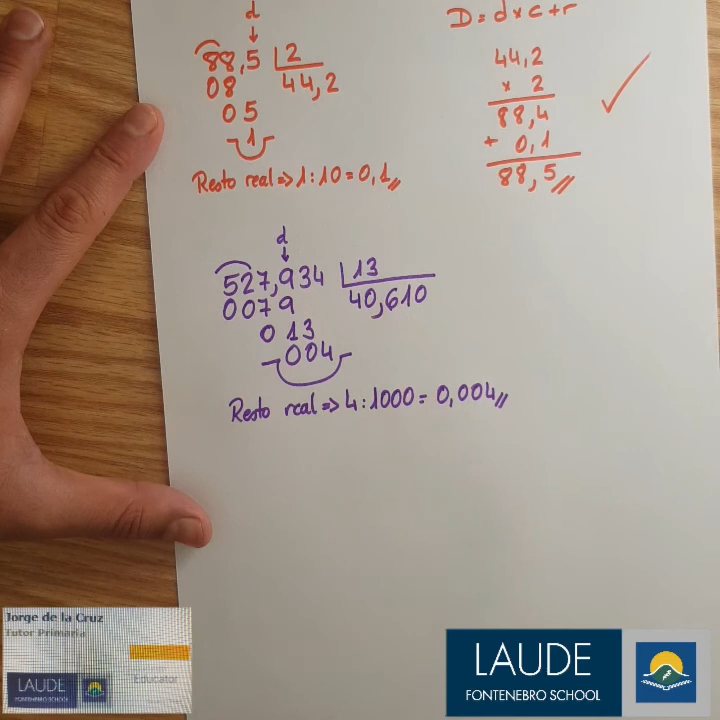 d
D = d × c + r
88,5 2
08 44,2
05
1
Resto real => 1:10 = 0,1
44,2
× 2
88,4
+ 0,1
88,5
d
527,934 13
0079 40,610
013
004
Resto real => 4:1000 = 0,004
Jorge de la Cruz
Tutor Primaria
Educator
LAUDE
FONTENEBRO SCHOOL
LAUDE
FONTENEBRO SCHOOL